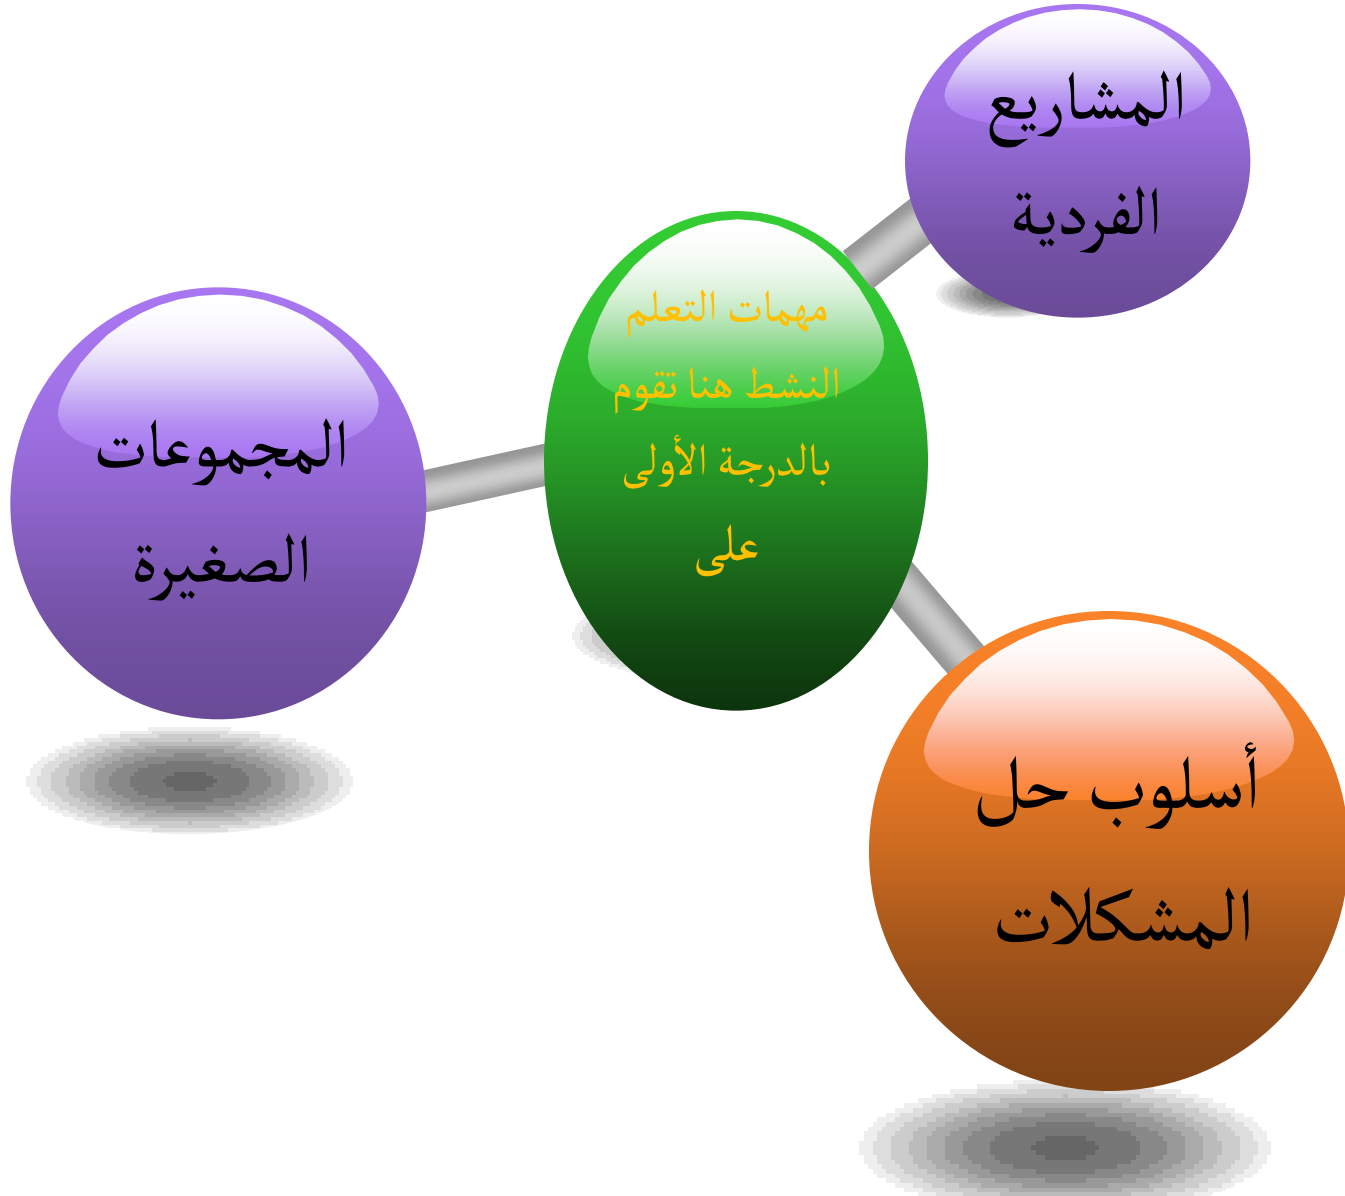 المشاريع
الفردية
مهمات التعلم
النشط هنا تقوم
بالدرجة الأولى
على
المجموعات
الصغيرة
أسلوب حل
المشكلات